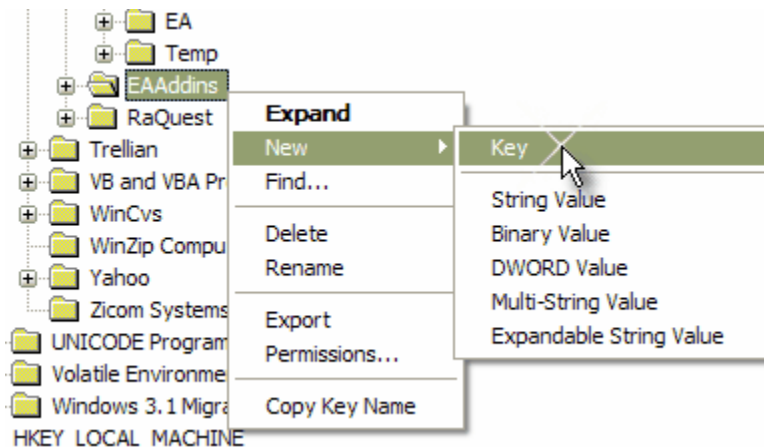 EA
Temp
EAAddins
RaQuest
Trellian
VB and VBA Pr
WinCvs
WinZip Compu
Yahoo
Zicom Systems
UNICODE Program
Volatile Environme
Windows 3.1 Migra
HKEY_LOCAL_MACHINE
Expand
New
Find...
Delete
Rename
Export
Permissions...
Copy Key Name
Key
String Value
Binary Value
DWORD Value
Multi-String Value
Expandable String Value